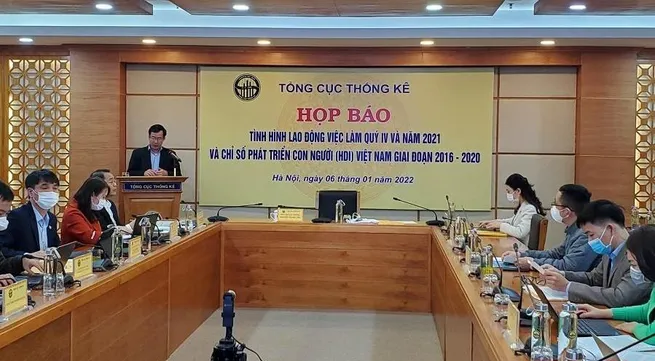 TỔNG CỤC THỐNG KÊ
HỌP BÁO
TÌNH HÌNH LAO ĐỘNG VIỆC LÀM QUÝ IV VÀ NĂM 2021
VÀ CHỈ SỐ PHÁT TRIỂN CON NGƯỜI (HDI) VIỆT NAM GIAI ĐOẠN 2016 - 2020
Hà Nội, ngày 06 tháng 01 năm 2022
TỔNG CỤC THỐNG KÊ